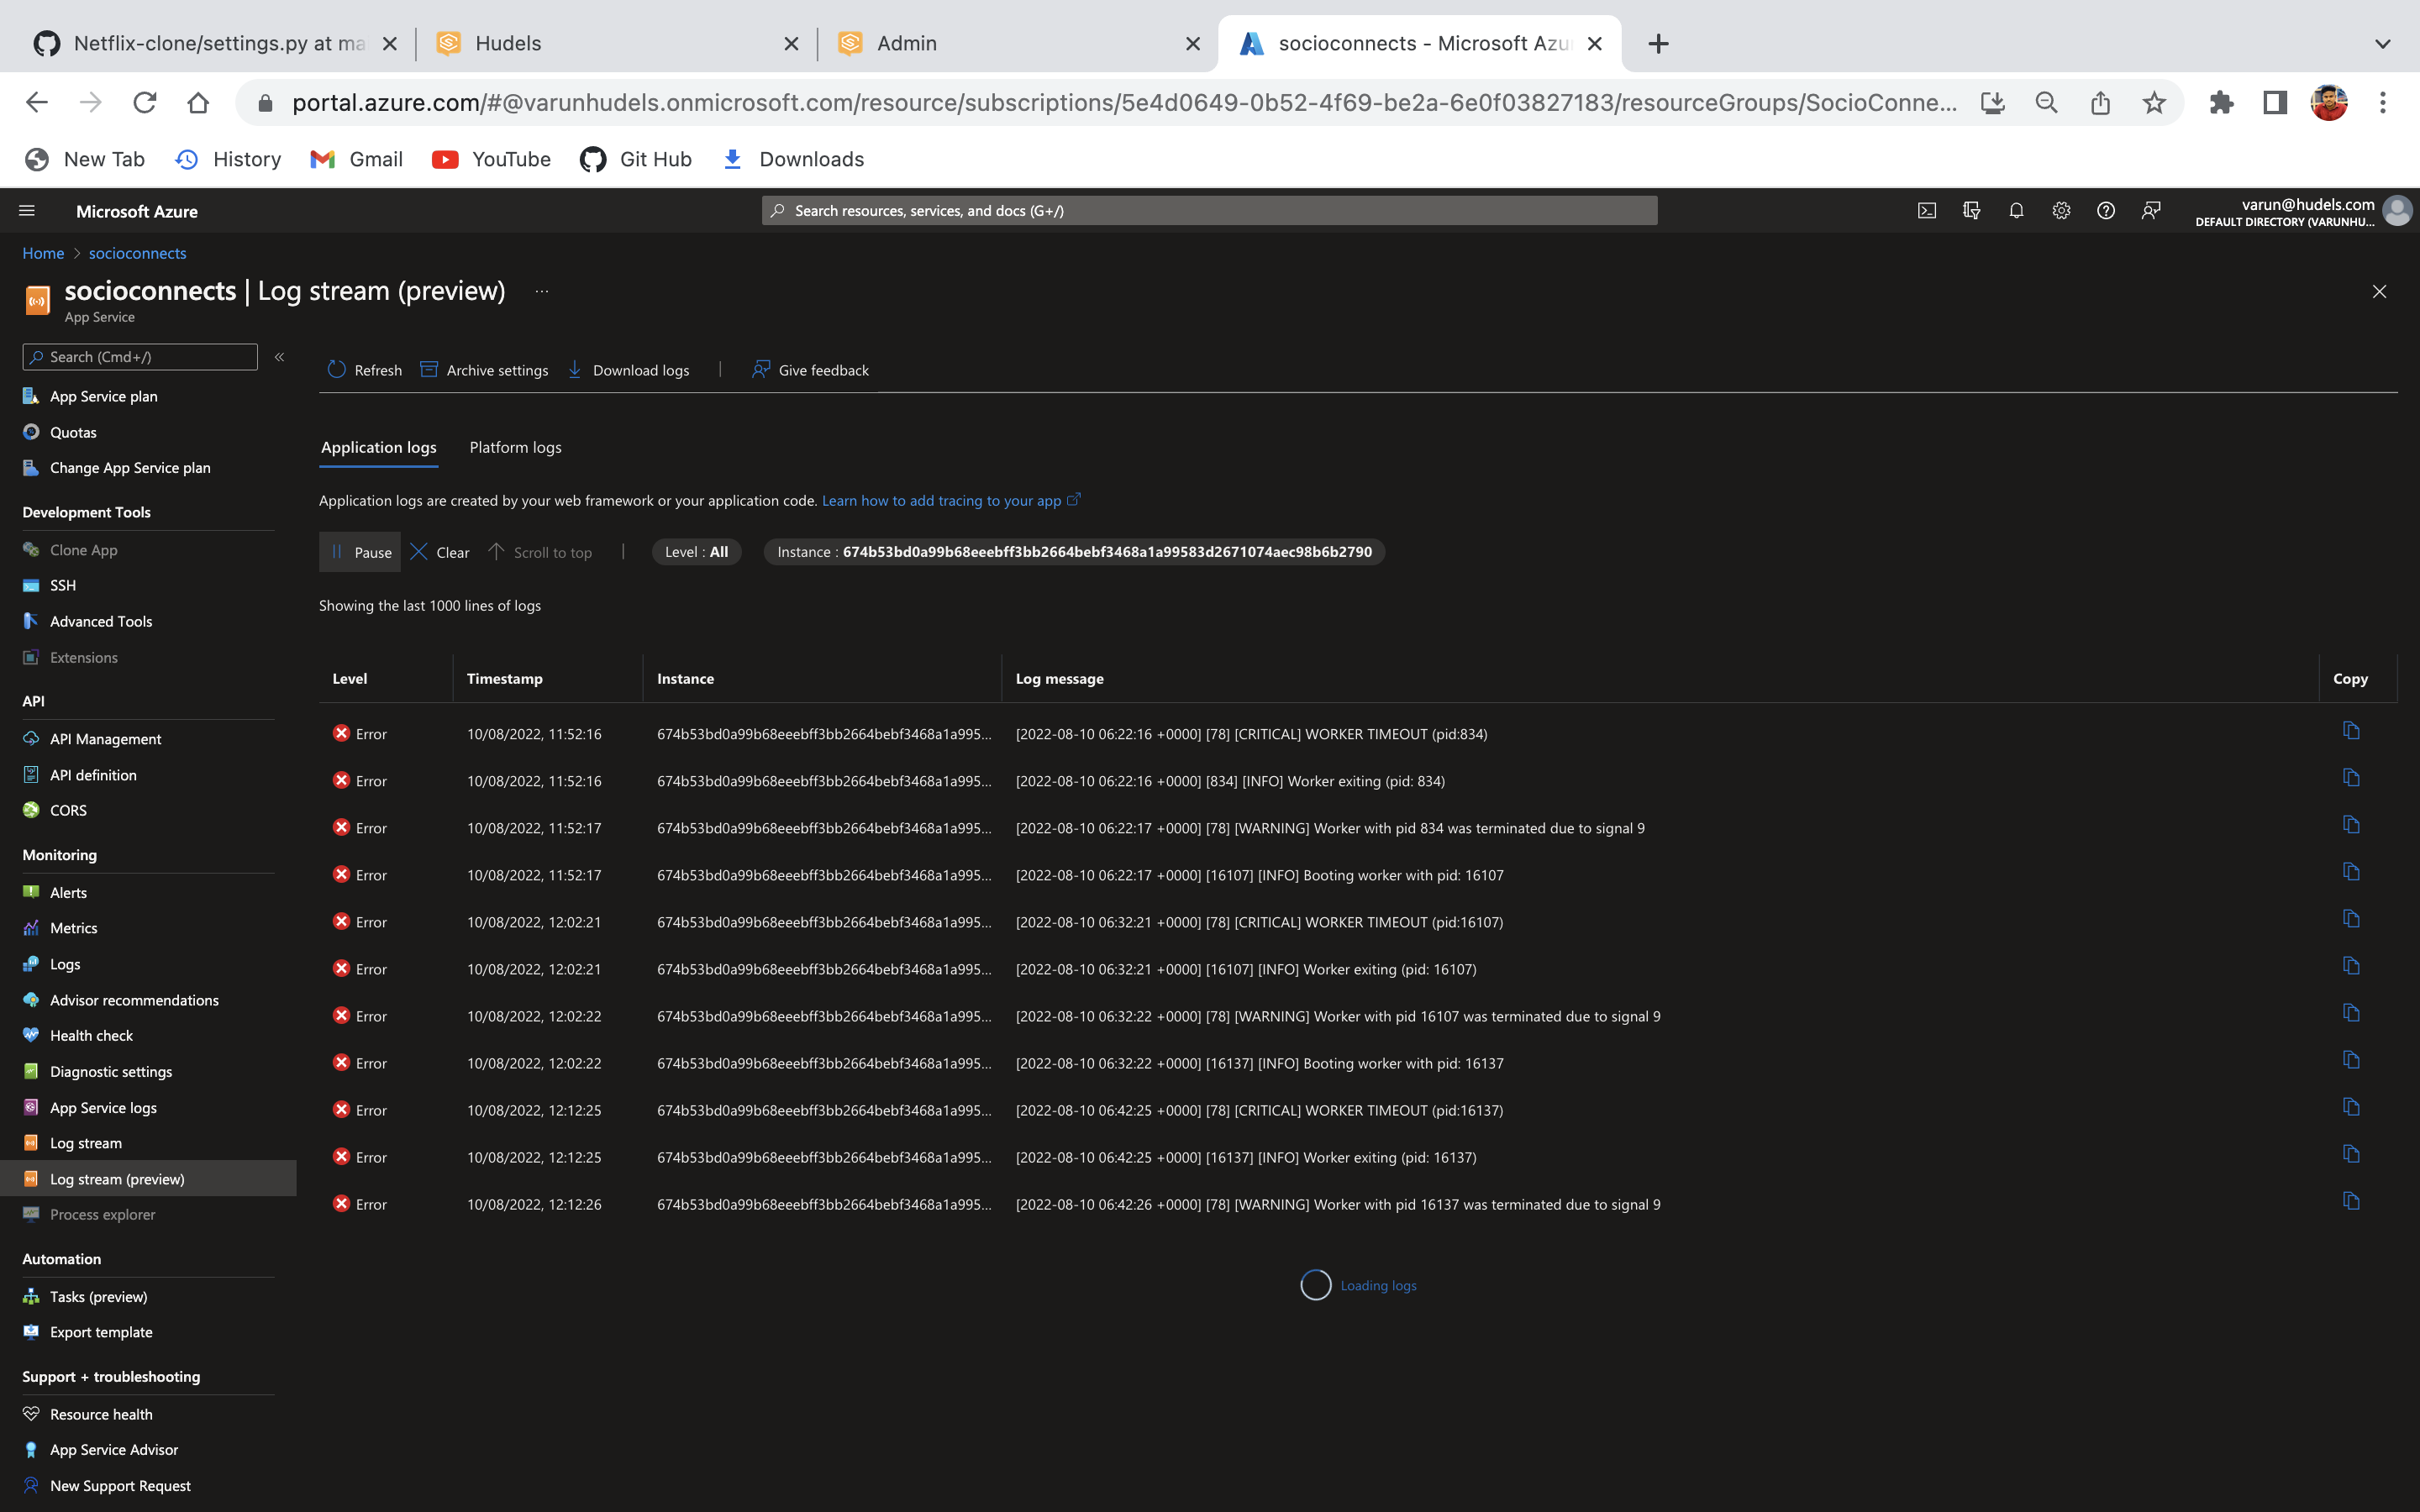 Netflix-clone/settings.py at ma
Hudels
Admin
socioconnects - Microsoft Azu
portal.azure.com/#@varunhudels.onmicrosoft.com/resource/subscriptions/5e4d0649-0b52-4f69-be2a-6e0f03827183/resourceGroups/SocioConne...
New Tab
History
Gmail
YouTube
Git Hub
Downloads
Microsoft Azure
Search resources, services, and docs (G+/)
varun@hudels.com
DEFAULT DIRECTORY (VARUNHU...
Home > socioconnects
socioconnects | Log stream (preview) ...
App Service
Search (Cmd+/)
«
App Service plan
Quotas
Change App Service plan
Development Tools
Clone App
SSH
Advanced Tools
Extensions
API
API Management
API definition
CORS
Monitoring
Alerts
Metrics
Logs
Advisor recommendations
Health check
Diagnostic settings
App Service logs
Log stream
Log stream (preview)
Process explorer
Automation
Tasks (preview)
Export template
Support + troubleshooting
Resource health
App Service Advisor
New Support Request
Refresh Archive settings Download logs | Give feedback
Application logs Platform logs
Application logs are created by your web framework or your application code. Learn how to add tracing to your app
Pause Clear Scroll to top | Level : All Instance : 674b53bd0a99b68eeebff3bb2664bebf3468a1a99583d2671074aec98b6b2790
Showing the last 1000 lines of logs
Level Timestamp Instance Log message Copy
Error 10/08/2022, 11:52:16 674b53bd0a99b68eeebff3bb2664bebf3468a1a995... [2022-08-10 06:22:16 +0000] [78] [CRITICAL] WORKER TIMEOUT (pid:834)
Error 10/08/2022, 11:52:16 674b53bd0a99b68eeebff3bb2664bebf3468a1a995... [2022-08-10 06:22:16 +0000] [834] [INFO] Worker exiting (pid: 834)
Error 10/08/2022, 11:52:17 674b53bd0a99b68eeebff3bb2664bebf3468a1a995... [2022-08-10 06:22:17 +0000] [78] [WARNING] Worker with pid 834 was terminated due to signal 9
Error 10/08/2022, 11:52:17 674b53bd0a99b68eeebff3bb2664bebf3468a1a995... [2022-08-10 06:22:17 +0000] [16107] [INFO] Booting worker with pid: 16107
Error 10/08/2022, 12:02:21 674b53bd0a99b68eeebff3bb2664bebf3468a1a995... [2022-08-10 06:32:21 +0000] [78] [CRITICAL] WORKER TIMEOUT (pid:16107)
Error 10/08/2022, 12:02:21 674b53bd0a99b68eeebff3bb2664bebf3468a1a995... [2022-08-10 06:32:21 +0000] [16107] [INFO] Worker exiting (pid: 16107)
Error 10/08/2022, 12:02:22 674b53bd0a99b68eeebff3bb2664bebf3468a1a995... [2022-08-10 06:32:22 +0000] [78] [WARNING] Worker with pid 16107 was terminated due to signal 9
Error 10/08/2022, 12:02:22 674b53bd0a99b68eeebff3bb2664bebf3468a1a995... [2022-08-10 06:32:22 +0000] [16137] [INFO] Booting worker with pid: 16137
Error 10/08/2022, 12:12:25 674b53bd0a99b68eeebff3bb2664bebf3468a1a995... [2022-08-10 06:42:25 +0000] [78] [CRITICAL] WORKER TIMEOUT (pid:16137)
Error 10/08/2022, 12:12:25 674b53bd0a99b68eeebff3bb2664bebf3468a1a995... [2022-08-10 06:42:25 +0000] [16137] [INFO] Worker exiting (pid: 16137)
Error 10/08/2022, 12:12:26 674b53bd0a99b68eeebff3bb2664bebf3468a1a995... [2022-08-10 06:42:26 +0000] [78] [WARNING] Worker with pid 16137 was terminated due to signal 9
Loading logs